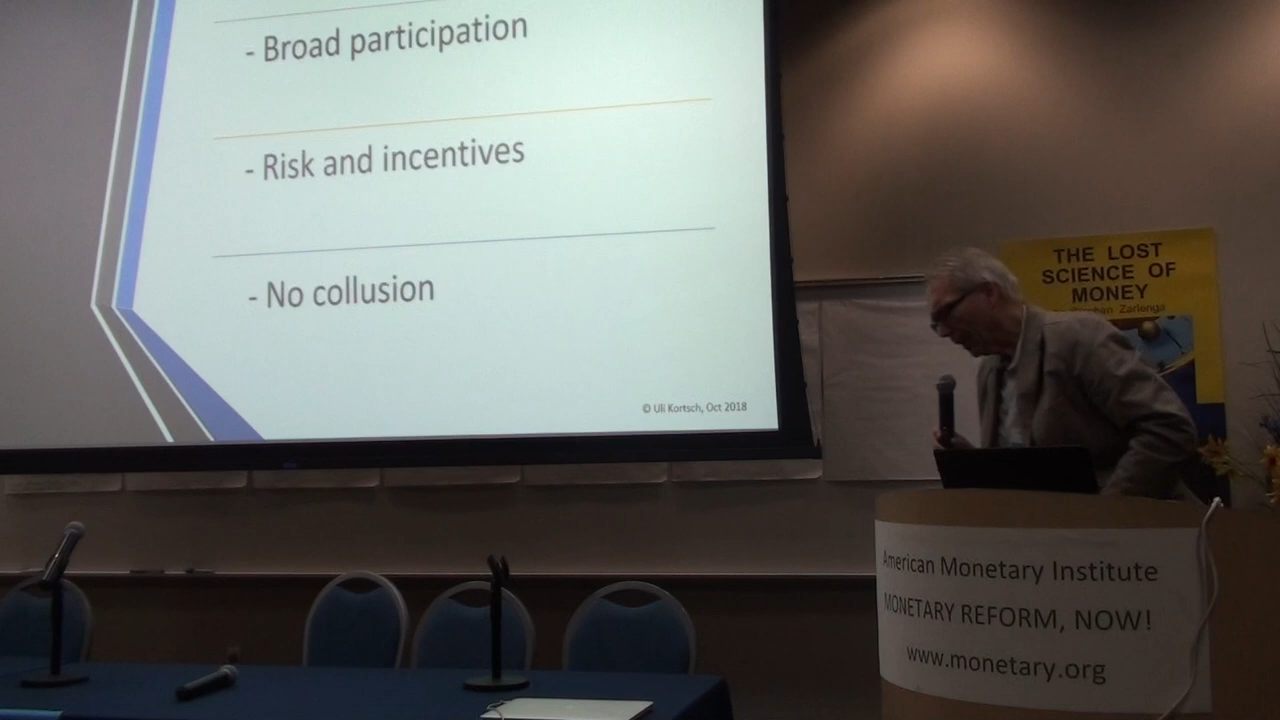 - Broad participation
- Risk and incentives
- No collusion
© Uli Kortsch, Oct 2018
THE LOST
SCIENCE OF
MONEY
Zarlenga
American Monetary Institute
MONETARY REFORM, NOW!
www.monetary.org